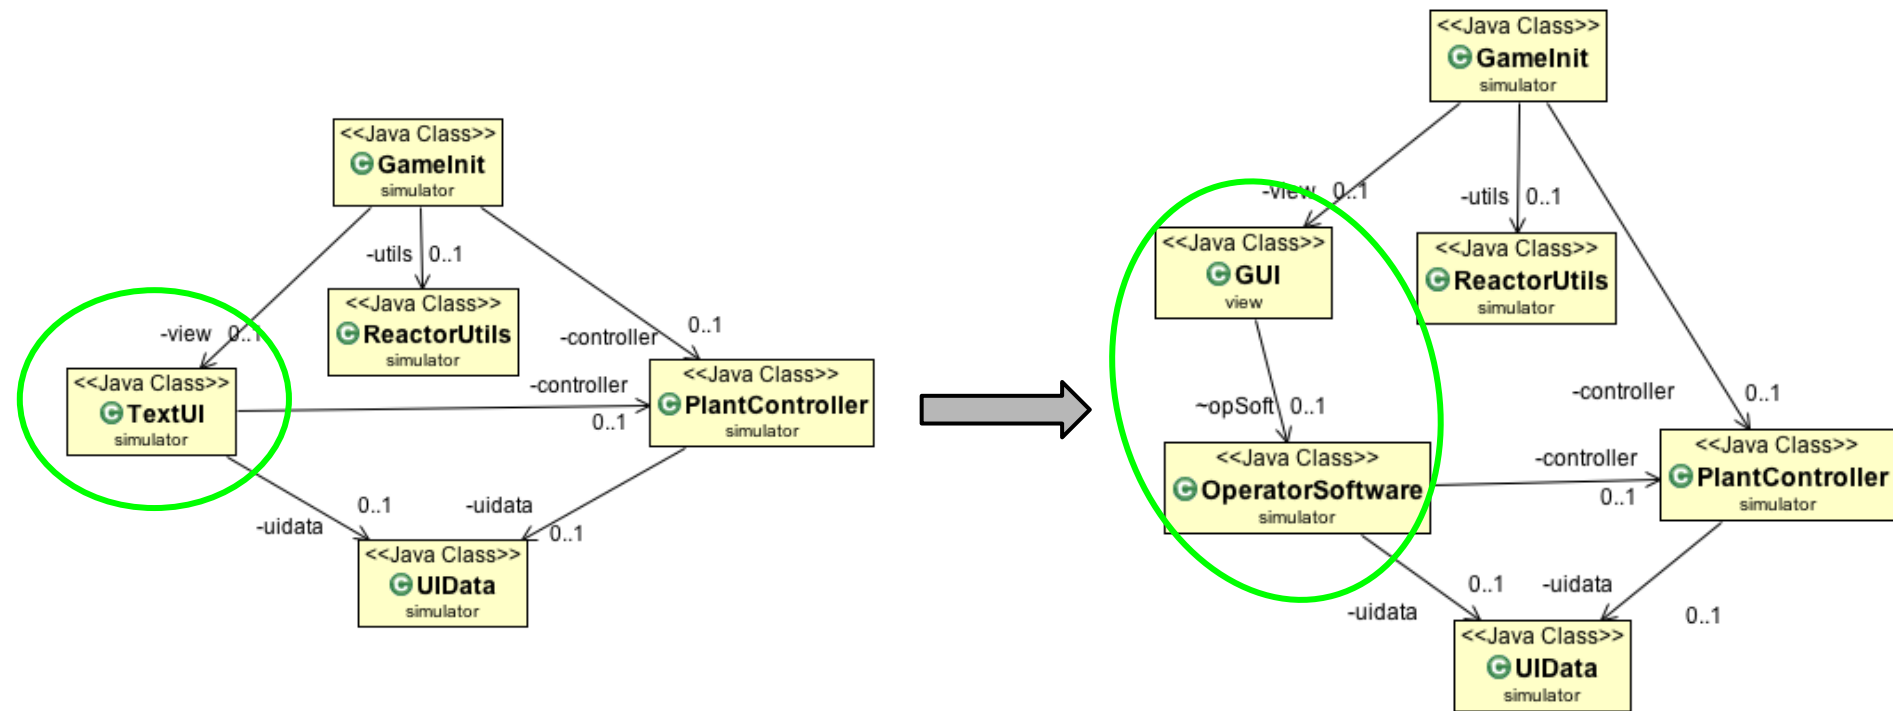 <<Java Class>>
GameInit
simulator
-view 0..1
-utils 0..1
-controller 0..1
<<Java Class>>
ReactorUtils
simulator
<<Java Class>>
TextUI
simulator
-controller
0..1
<<Java Class>>
PlantController
simulator
0..1
-uidata
-uidata
0..1
<<Java Class>>
UIData
simulator
<<Java Class>>
GameInit
simulator
-view 0..1
-utils 0..1
<<Java Class>>
GUI
view
<<Java Class>>
ReactorUtils
simulator
-controller 0..1
~opSoft 0..1
<<Java Class>>
OperatorSoftware
simulator
-controller
0..1
<<Java Class>>
PlantController
simulator
0..1
-uidata
-uidata
0..1
<<Java Class>>
UIData
simulator